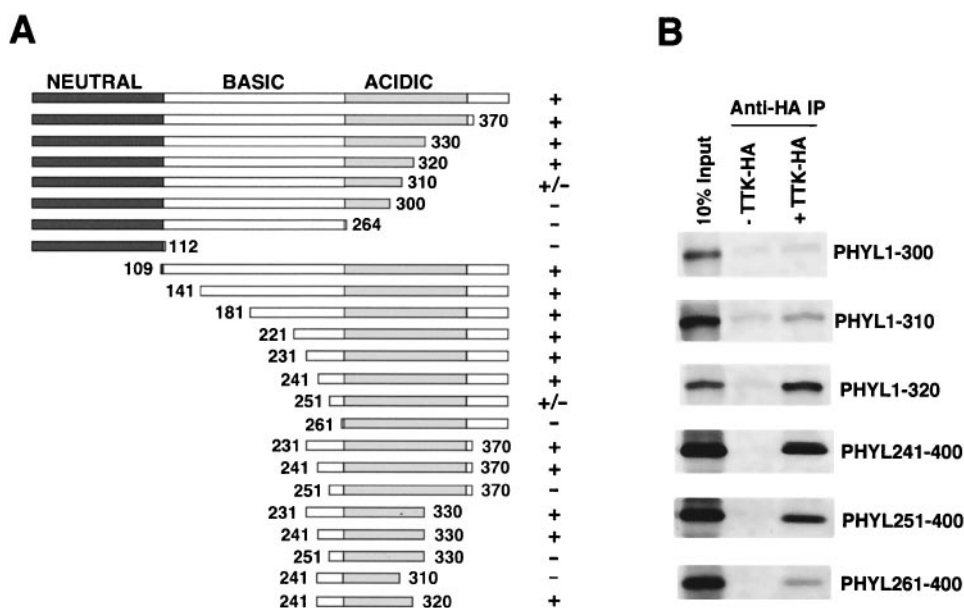 A
NEUTRAL BASIC ACIDIC
+
370 +
330 +
320 +
310 +/−
300 −
264 −
112 −
109 +
141 +
181 +
221 +
231 +
241 +
251 +/−
261 −
231 370 +
241 370 +
251 370 −
231 330 +
241 330 +
251 330 −
241 310 −
241 320 +
B
Anti-HA IP
10% Input
- TTK-HA
+ TTK-HA
PHYL1-300
PHYL1-310
PHYL1-320
PHYL241-400
PHYL251-400
PHYL261-400